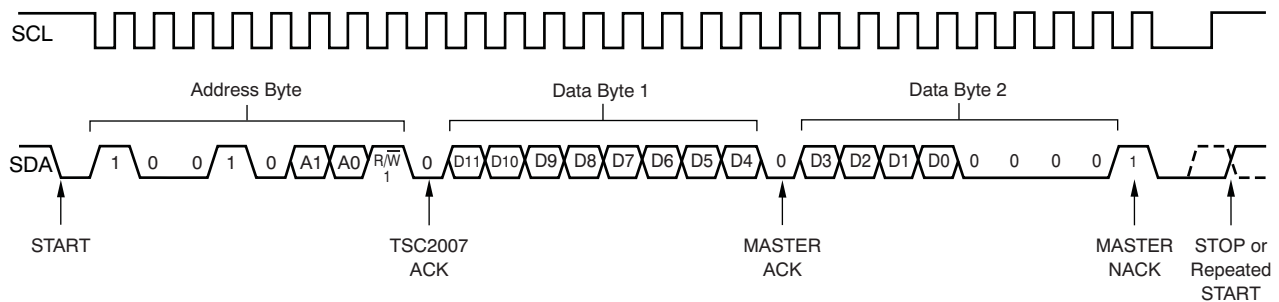 SCL
Address Byte Data Byte 1 Data Byte 2
SDA 1 0 0 1 0 A1 A0 R/W̅ 1 0 D11 D10 D9 D8 D7 D6 D5 D4 0 D3 D2 D1 D0 0 0 0 0 1
START TSC2007 ACK MASTER ACK MASTER NACK STOP or Repeated START